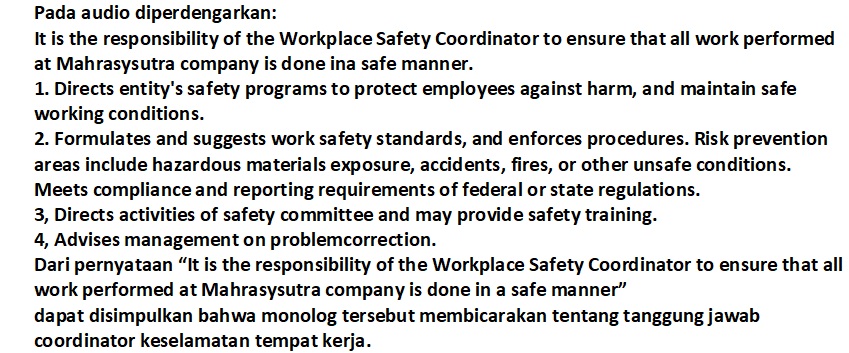 Pada audio diperdengarkan:
It is the responsibility of the Workplace Safety Coordinator to ensure that all work performed
at Mahrasysutra company is done ina safe manner.
1. Directs entity's safety programs to protect employees against harm, and maintain safe
working conditions.
2. Formulates and suggests work safety standards, and enforces procedures. Risk prevention
areas include hazardous materials exposure, accidents, fires, or other unsafe conditions.
Meets compliance and reporting requirements of federal or state regulations.
3, Directs activities of safety committee and may provide safety training.
4, Advises management on problemcorrection.
Dari pernyataan “It is the responsibility of the Workplace Safety Coordinator to ensure that all
work performed at Mahrasysutra company is done in a safe manner”
dapat disimpulkan bahwa monolog tersebut membicarakan tentang tanggung jawab
coordinator keselamatan tempat kerja.